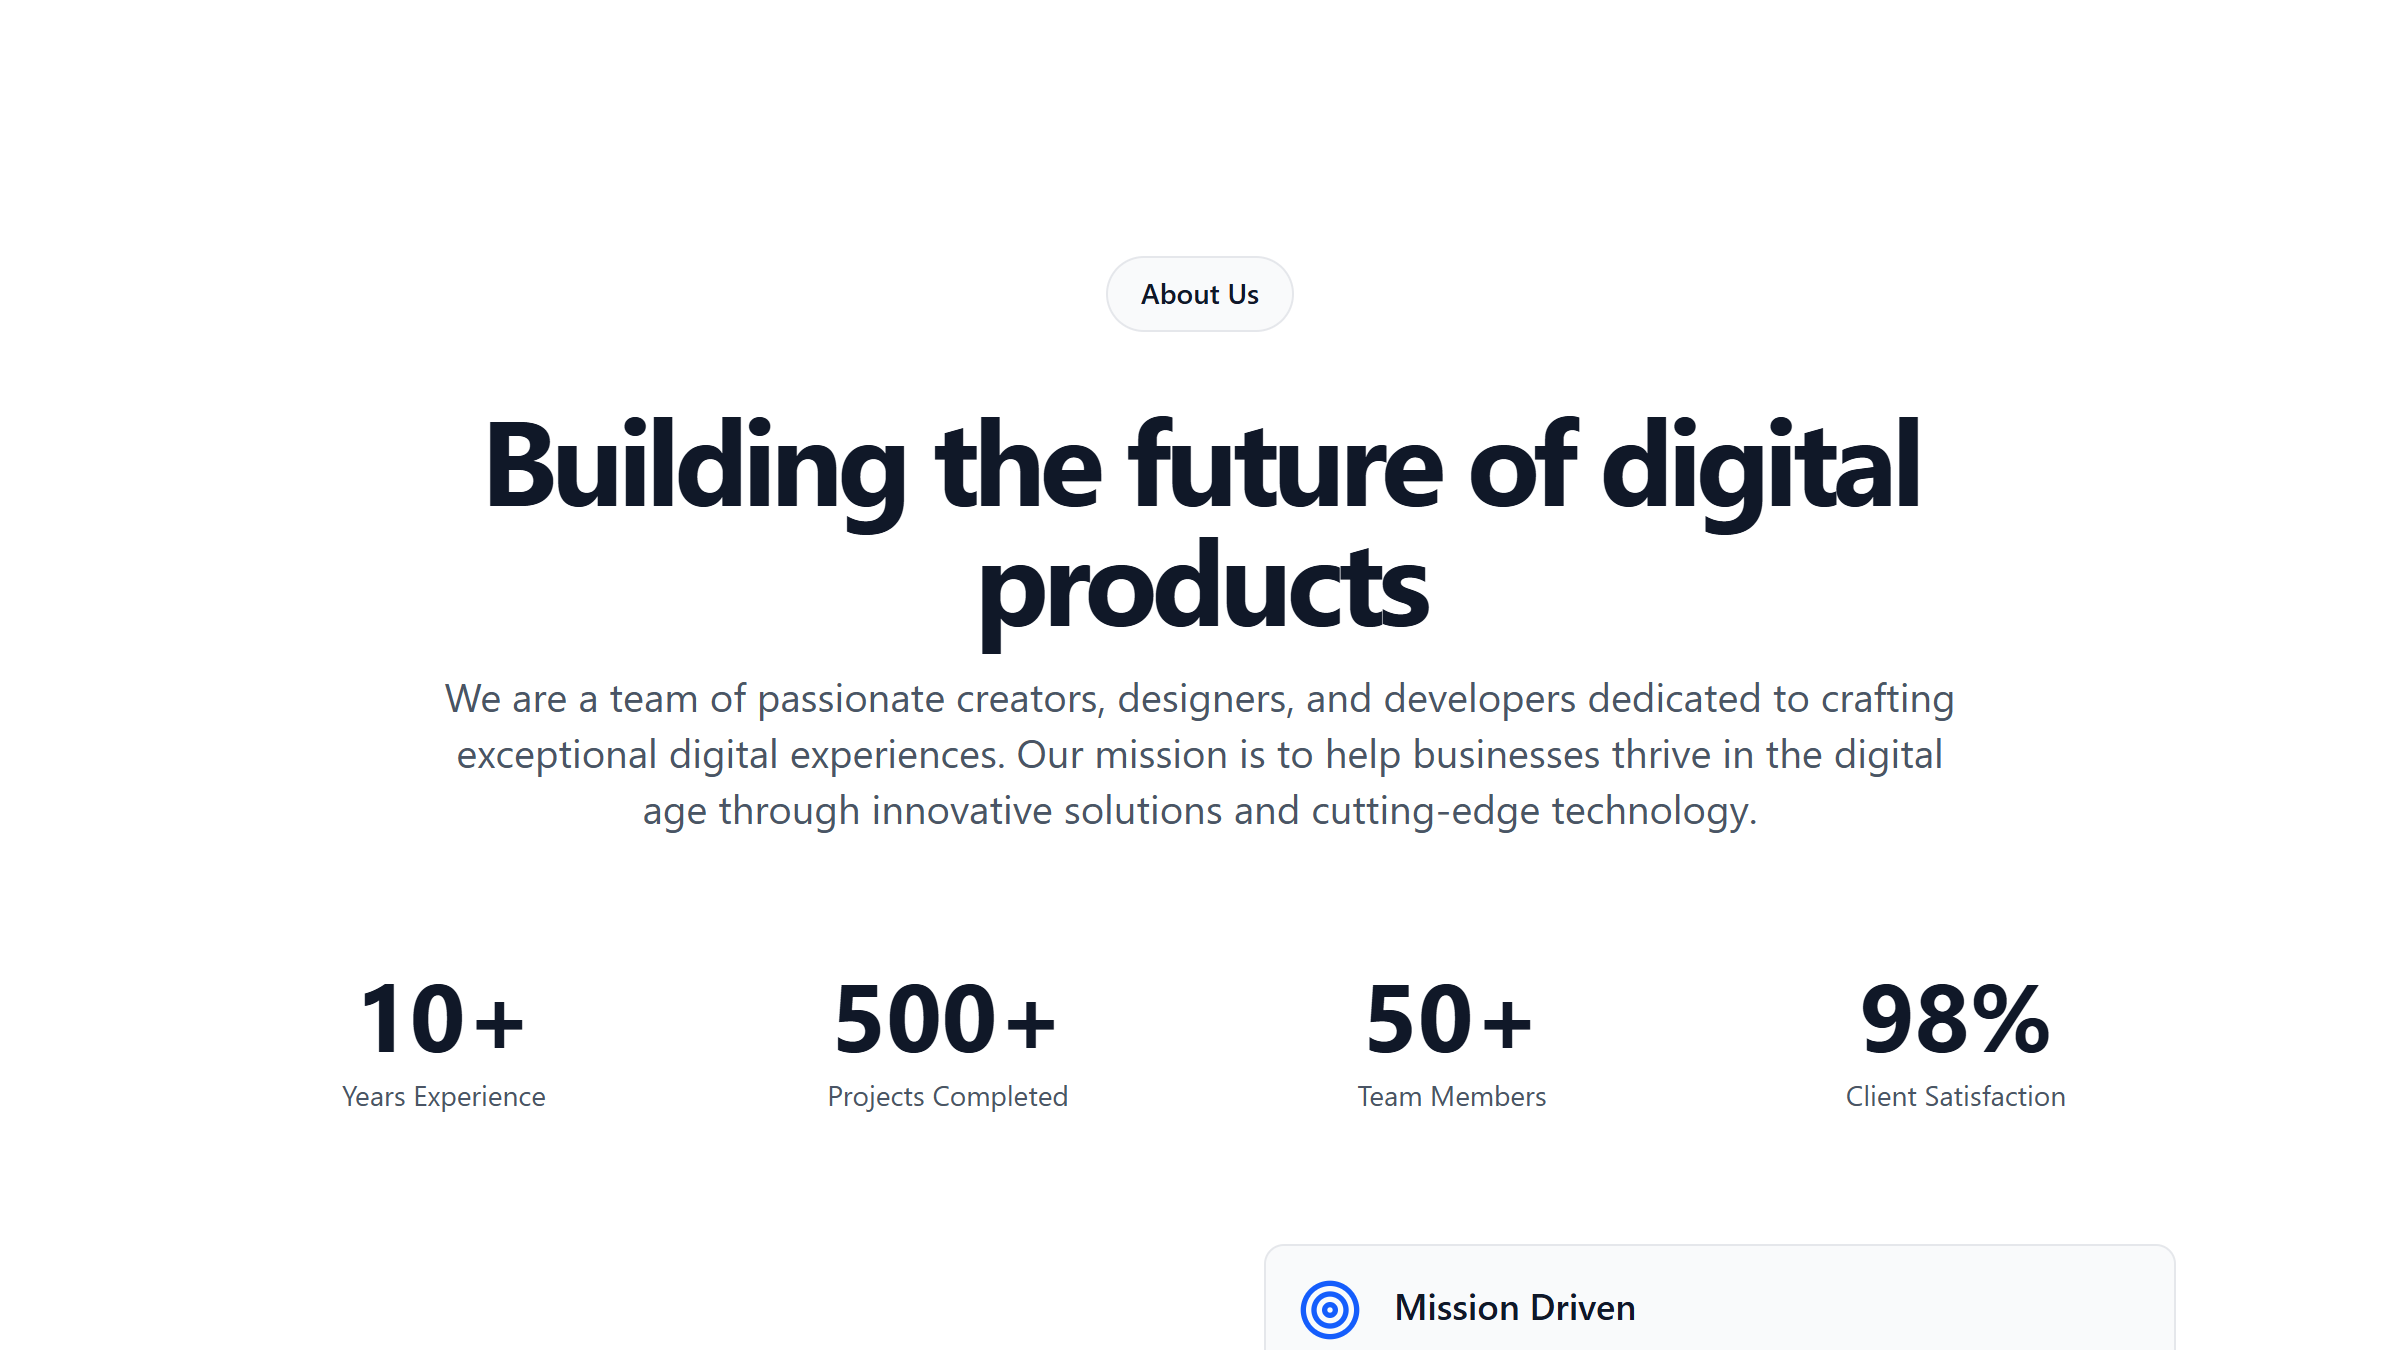 About Us
Building the future of digital
products
We are a team of passionate creators, designers, and developers dedicated to crafting
exceptional digital experiences. Our mission is to help businesses thrive in the digital
age through innovative solutions and cutting-edge technology.
10+
Years Experience
500+
Projects Completed
50+
Team Members
98%
Client Satisfaction
Mission Driven